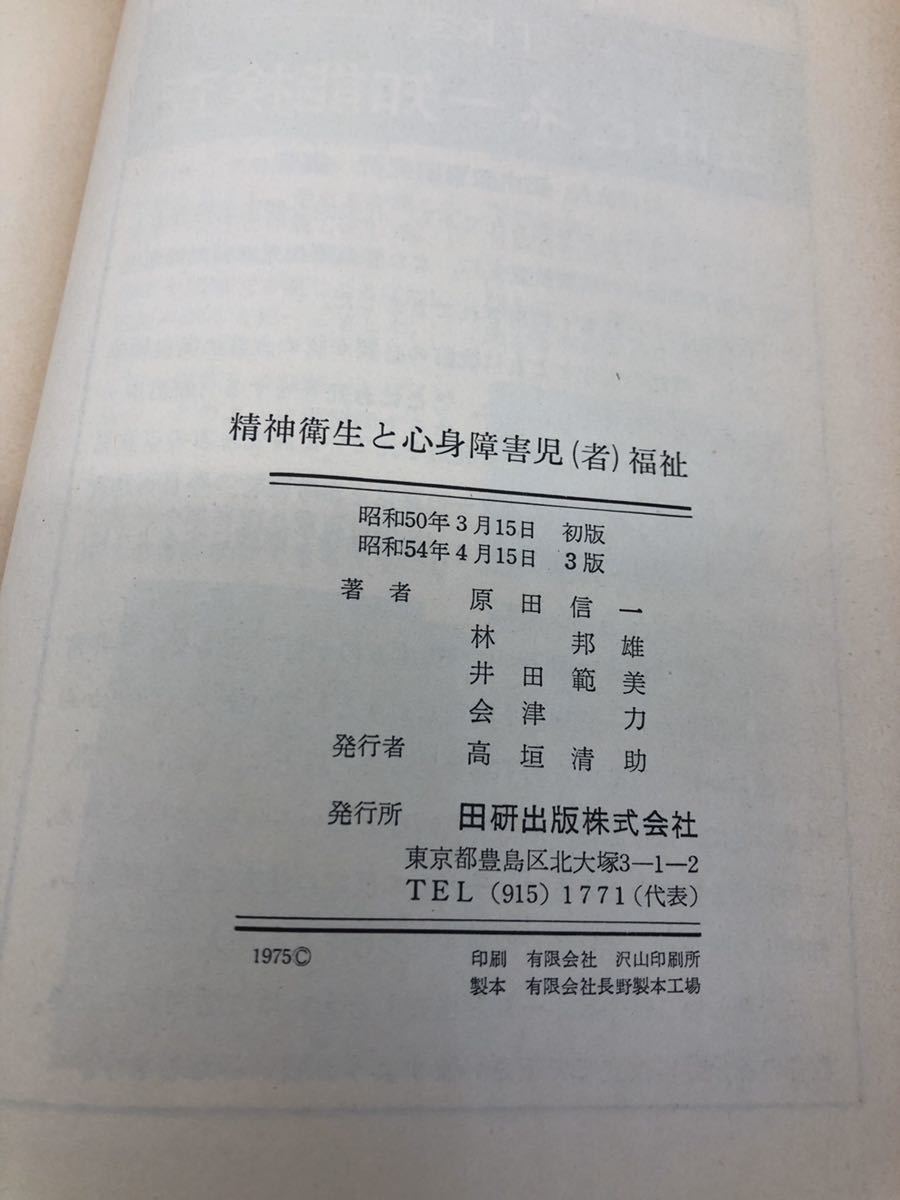 精神衛生と心身障害児(者)福祉
昭和50年3月15日 初版
昭和54年4月15日 3版
著者 原田信一
林邦雄
井田範美
会津力
発行者 高垣清助
発行所 田研出版株式会社
東京都豊島区北大塚3―1―2
TEL (915) 1771 (代表)
1975©
印刷 有限会社 沢山印刷所
製本 有限会社長野製本工場